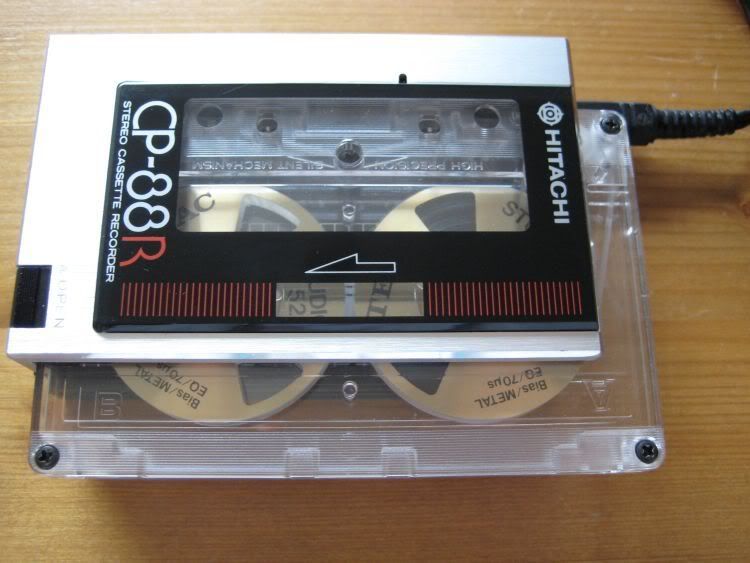 CP-88R
STEREO CASSETTE RECORDER
HITACHI
HIGH PRECISION
SILENT MECHANISM
OPEN
52
Bias/METAL
EQ/70µs
Bias/METAL
EQ/70µs
B
A